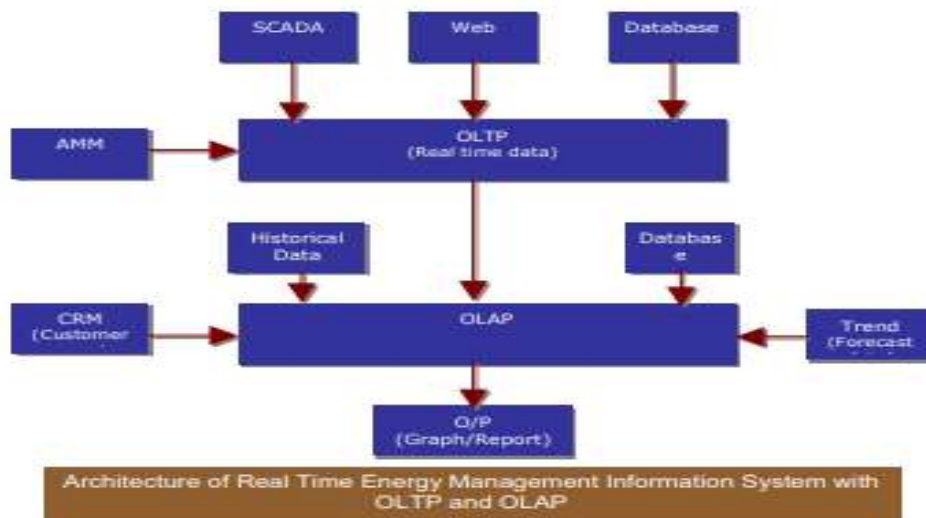 SCADA
Web
Database
AMM
OLTP
(Real time data)
Historical
Data
Databas
e
CRM
(Customer
OLAP
Trend
(Forecast
O/P
(Graph/Report)
Architecture of Real Time Energy Management Information System with
OLTP and OLAP